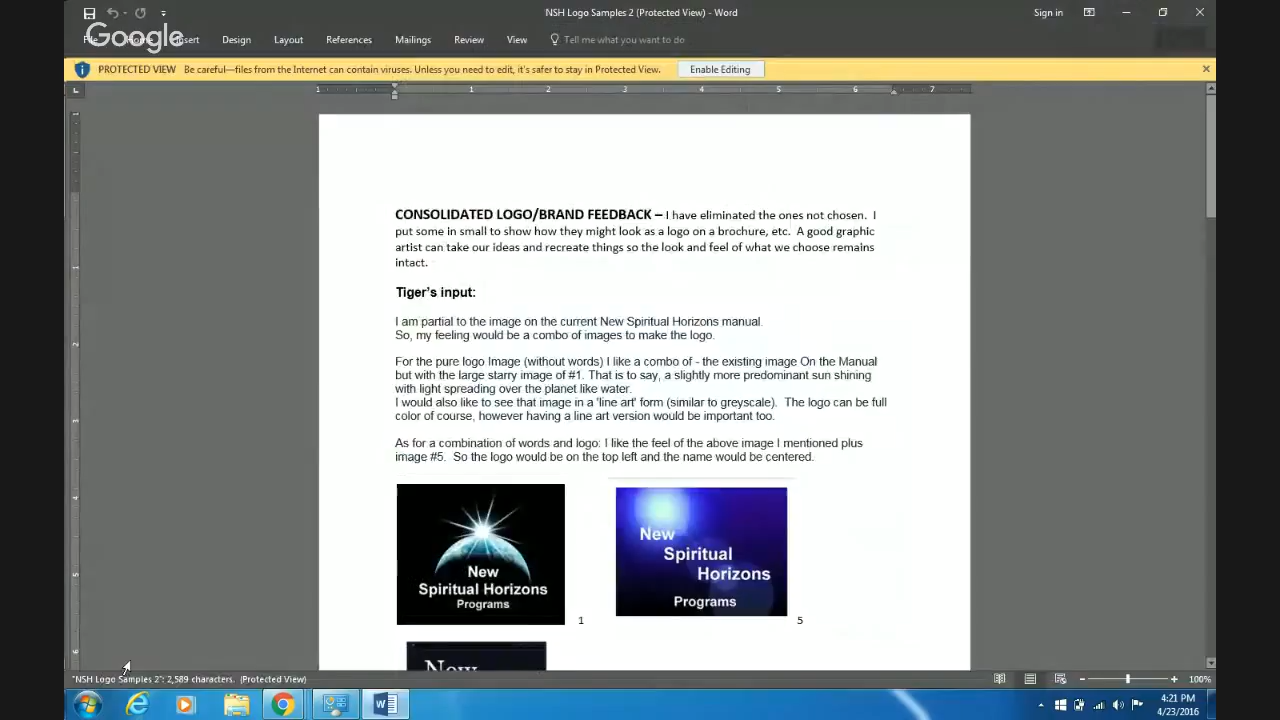 NSH Logo Samples 2 (Protected View) - Word
Sign in
Google
File
Insert Design Layout References Mailings Review View Tell me what you want to do
PROTECTED VIEW Be careful—files from the Internet can contain viruses. Unless you need to edit, it's safer to stay in Protected View. Enable Editing
1 1 2 3 4 5 6 7
CONSOLIDATED LOGO/BRAND FEEDBACK – I have eliminated the ones not chosen. I
put some in small to show how they might look as a logo on a brochure, etc. A good graphic
artist can take our ideas and recreate things so the look and feel of what we choose remains
intact.
Tiger's input:
I am partial to the image on the current New Spiritual Horizons manual.
So, my feeling would be a combo of images to make the logo.
For the pure logo Image (without words) I like a combo of - the existing image On the Manual
but with the large starry image of #1. That is to say, a slightly more predominant sun shining
with light spreading over the planet like water.
I would also like to see that image in a 'line art' form (similar to greyscale). The logo can be full
color of course, however having a line art version would be important too.
As for a combination of words and logo: I like the feel of the above image I mentioned plus
image #5. So the logo would be on the top left and the name would be centered.
New
Spiritual Horizons
Programs
1
New
Spiritual
Horizons
Programs
5
New
"NSH Logo Samples 2": 2,589 characters. (Protected View)
100%
4:21 PM
4/23/2016